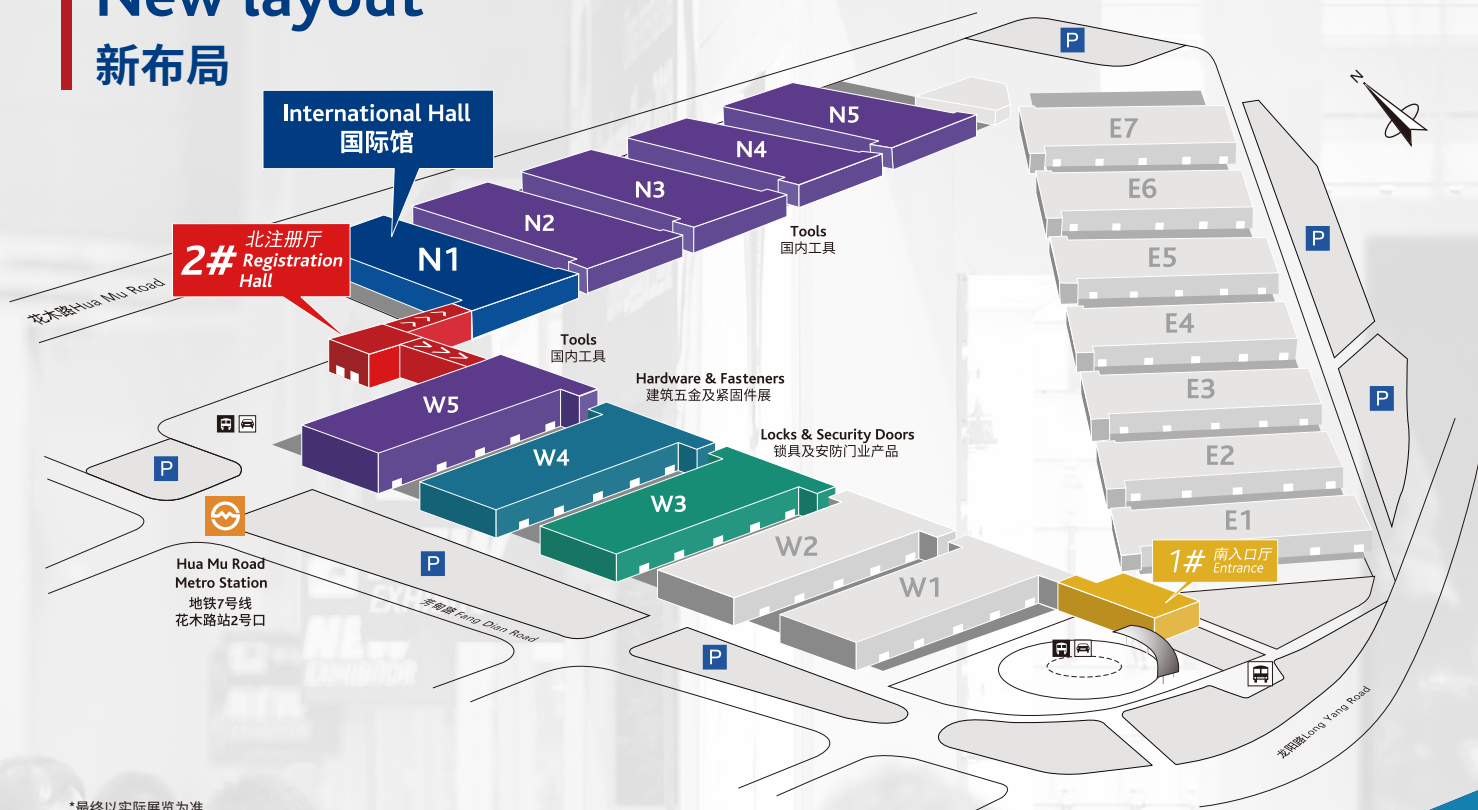 New layout
新布局
International Hall
国际馆
2#
北注册厅
Registration
Hall
N1
N2
N3
N4
N5
Tools
国内工具
Tools
国内工具
Hardware & Fasteners
建筑五金及紧固件展
Locks & Security Doors
锁具及安防门业产品
W5
W4
W3
W2
W1
E7
E6
E5
E4
E3
E2
E1
1#
南入口厅
Entrance
N
P
P
P
P
P
P
花木路Hua Mu Road
Hua Mu Road
Metro Station
地铁7号线
花木路站2号口
芳甸路 Fang Dian Road
龙阳路Long Yang Road
*最终以实际展览为准